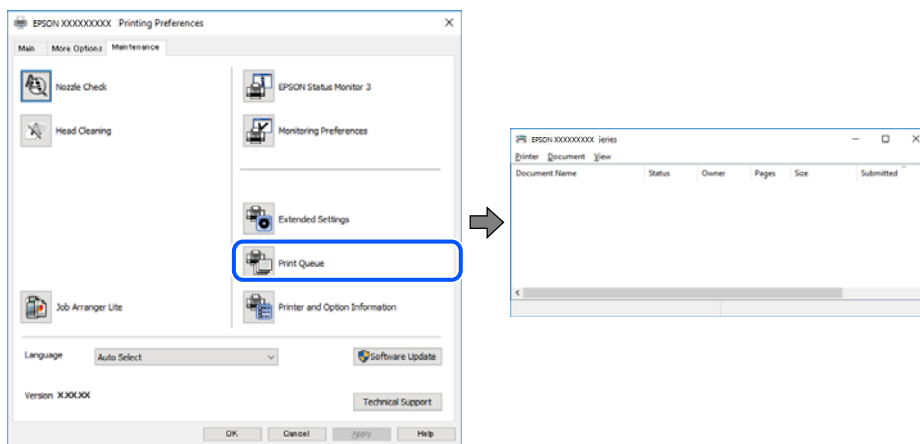 EPSON XXXXXXXXX Printing Preferences
Main More Options Maintenance
Nozzle Check
EPSON Status Monitor 3
Head Cleaning
Monitoring Preferences
Extended Settings
Print Queue
Job Arranger Lite
Printer and Option Information
Language Auto Select Software Update
Version X.XX.XX
Technical Support
OK Cancel Apply Help
EPSON XXXXXXXXX ieries
Printer Document View
Document Name Status Owner Pages Size Submitted